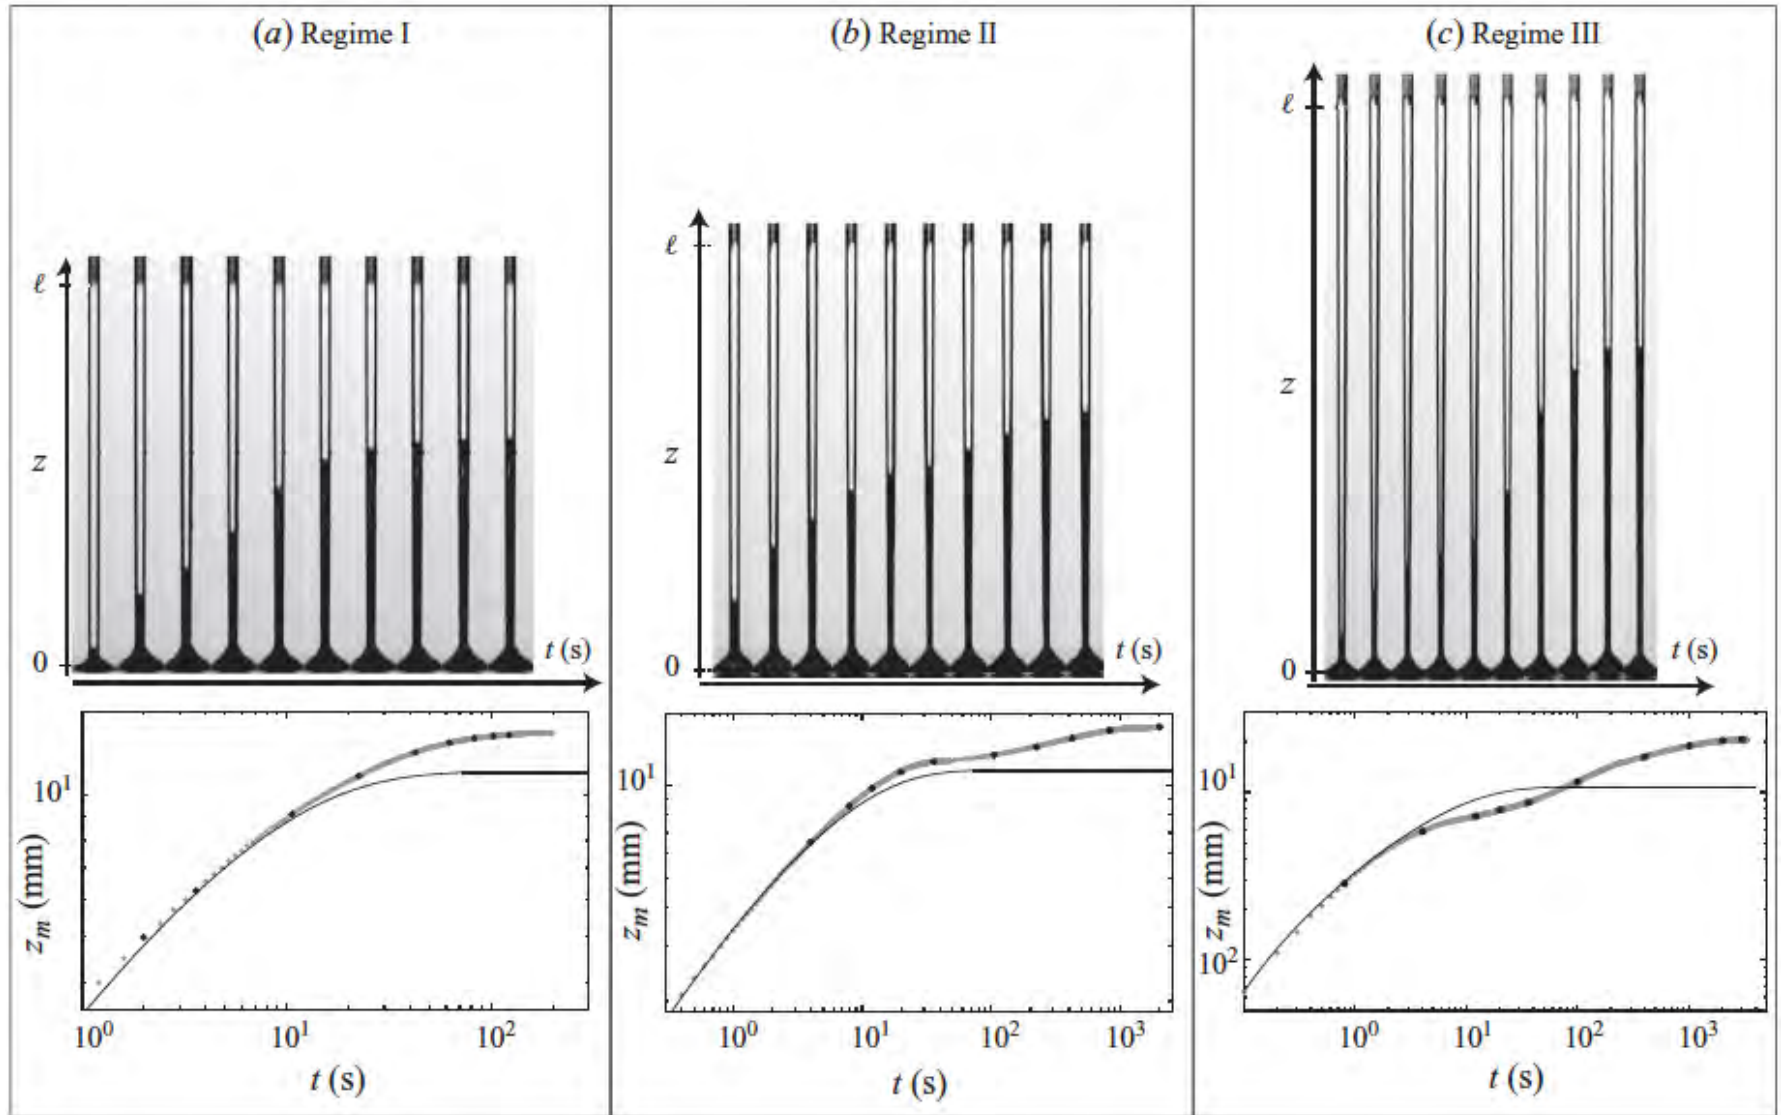 (a) Regime I
ℓ
z
0
t (s)
10¹
z_m (mm)
10⁰ 10¹ 10²
t (s)
(b) Regime II
ℓ
z
0
t (s)
10¹
z_m (mm)
10⁰ 10¹ 10² 10³
t (s)
(c) Regime III
ℓ
z
0
t (s)
10¹
10²
z_m (mm)
10⁰ 10¹ 10² 10³
t (s)